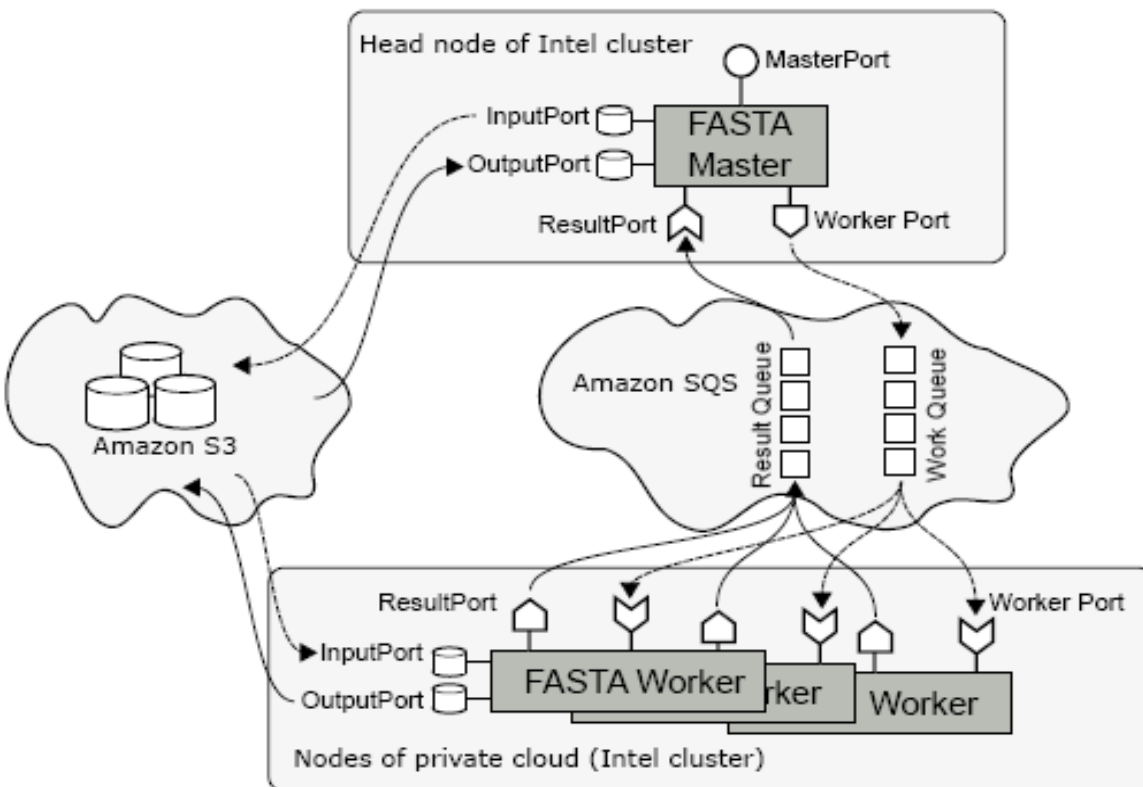 Head node of Intel cluster
MasterPort
InputPort
FASTA
Master
OutputPort
ResultPort
Worker Port
Amazon S3
Amazon SQS
Result Queue
Work Queue
ResultPort
Worker Port
InputPort
OutputPort
FASTA Worker
rker
Worker
Nodes of private cloud (Intel cluster)